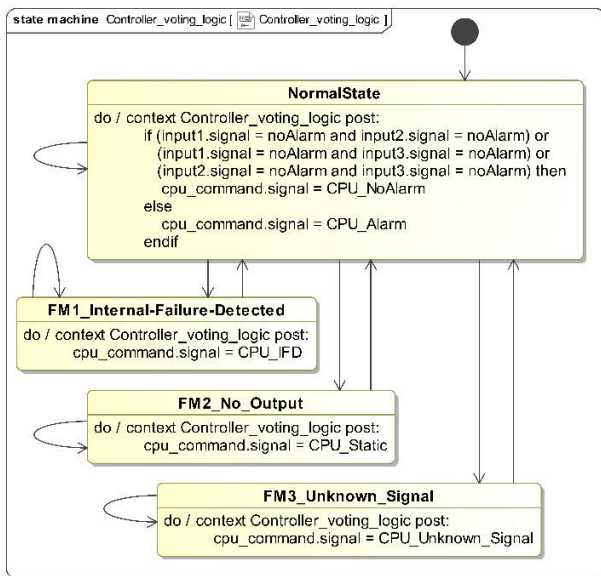 state machine Controller_voting_logic [ Controller_voting_logic ]
NormalState
do / context Controller_voting_logic post:
if (input1.signal = noAlarm and input2.signal = noAlarm) or
(input1.signal = noAlarm and input3.signal = noAlarm) or
(input2.signal = noAlarm and input3.signal = noAlarm) then
cpu_command.signal = CPU_NoAlarm
else
cpu_command.signal = CPU_Alarm
endif
FM1_Internal-Failure-Detected
do / context Controller_voting_logic post:
cpu_command.signal = CPU_IFD
FM2_No_Output
do / context Controller_voting_logic post:
cpu_command.signal = CPU_Static
FM3_Unknown_Signal
do / context Controller_voting_logic post:
cpu_command.signal = CPU_Unknown_Signal